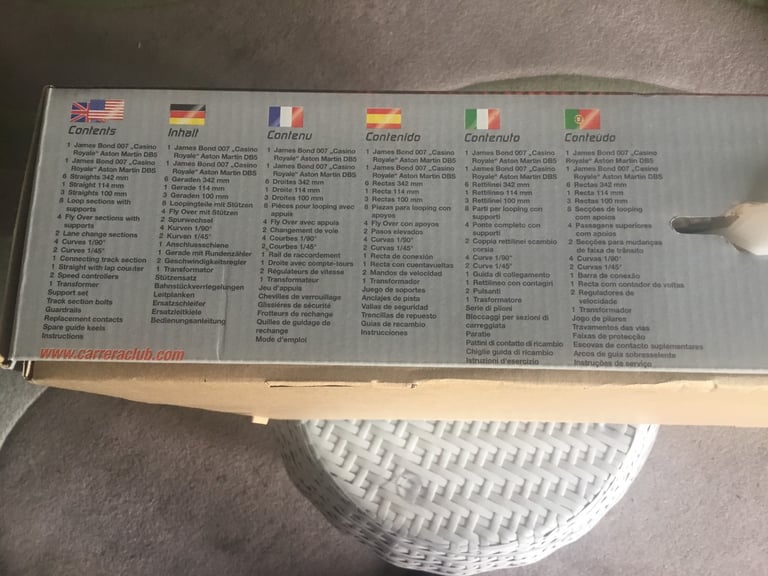 Contents
1 James Bond 007 „Casino
Royale" Aston Martin DB5
1 James Bond 007 „Casino
Royale" Aston Martin DBS
6 Straights 342 mm
1 Straight 114 mm
3 Straights 100 mm
8 Loop sections with
supports
4 Fly Over sections with
supports
2 Lane change sections
4 Curves 1/90°
2 Curves 1/45°
1 Connecting track section
1 Straight with lap counter
2 Speed controllers
1 Transformer
Support set
Track section bolts
Guardrails
Replacement contacts
Spare guide keels
Instructions
www.carreraclub.com
Inhalt
1 James Bond 007 „Casino
Royale" Aston Martin DB5
1 James Bond 007 „Casino
Royale" Aston Martin DBS
6 Geraden 342 mm
1 Gerade 114 mm
3 Geraden 100 mm
8 Loopingteile mit Stützen
4 Fly Over mit Stützen
2 Spurwechsel
4 Kurven 1/90°
2 Kurven 1/45°
1 Anschlussschiene
1 Gerade mit Rundenzähler
2 Geschwindigkeitsregler
1 Transformator
Stützensatz
Bahnstückverriegelungen
Leitplanken
Ersatzschleifer
Ersatzleitkiele
Bedienungsanleitung
Contenu
1 James Bond 007 „Casino
Royale" Aston Martin DB5
1 James Bond 007 „Casino
Royale" Aston Martin DBS
6 Droites 342 mm
1 Droite 114 mm
3 Droites 100 mm
8 Pièces pour looping avec
appuis
4 Fly Over avec appuis
2 Changement de voie
4 Courbes 1/90°
2 Courbes 1/45°
1 Rail de raccordement
1 Droite avec compte-tours
2 Régulateurs de vitesse
1 Transformateur
Jeu d'appuis
Chevilles de verrouillage
Glissières de sécurité
Frotteurs de rechange
Quilles de guidage de
rechange
Mode d'emploi
Contenido
1 James Bond 007 „Casino
Royale" Aston Martin DB5
1 James Bond 007 „Casino
Royale" Aston Martin DBS
6 Rectas 342 mm
1 Recta 114 mm
3 Rectas 100 mm
8 Piezas para looping con
apoyos
4 Fly Over con apoyos
2 Pasos elevados
4 Curvas 1/90°
2 Curvas 1/45°
1 Recta de conexión
1 Recta con cuentavueltas
2 Mandos de velocidad
1 Transformador
Juego de soportes
Anclajes de pista
Vallas de seguridad
Trencillas de repuesto
Guias de recambio
Instrucciones
Contenuto
1 James Bond 007 „Casino
Royale" Aston Martin DB5
1 James Bond 007 „Casino
Royale" Aston Martin DBS
6 Rettilinei 342 mm
1 Rettilineo 114 mm
3 Rettilinei 100 mm
8 Parti per looping con
supporti
4 Ponte completo con
supporti
2 Coppia rettilinei scambio
corsia
4 Curve 1/90°
2 Curve 1/45°
1 Guida di collegamento
1 Rettilineo con contagiri
2 Pulsanti
1 Trasformatore
Serie di piloni
Bloccaggi per sezioni di
carreggiata
Paratie
Pattini di contatto di ricambio
Chiglie guida di ricambio
Istruzioni d'esercizio
Conteúdo
1 James Bond 007 „Casino
Royale" Aston Martin DB5
1 James Bond 007 „Casino
Royale" Aston Martin DBS
6 Rectas 342 mm
1 Recta 114 mm
3 Rectas 100 mm
8 Secções de looping
com apoios
4 Passagens superiores
com apoios
2 Secções para mudanças
de faixa de trânsito
4 Curvas 1/90°
2 Curvas 1/45°
1 Barra de conexão
1 Recta com contador de voltas
2 Reguladores de
velocidade
1 Transformador
Jogo de pilares
Travamentos das vias
Faixas de protecção
Escovas de contacto suplementares
Arcos de guia sobresselente
Instruções de serviço